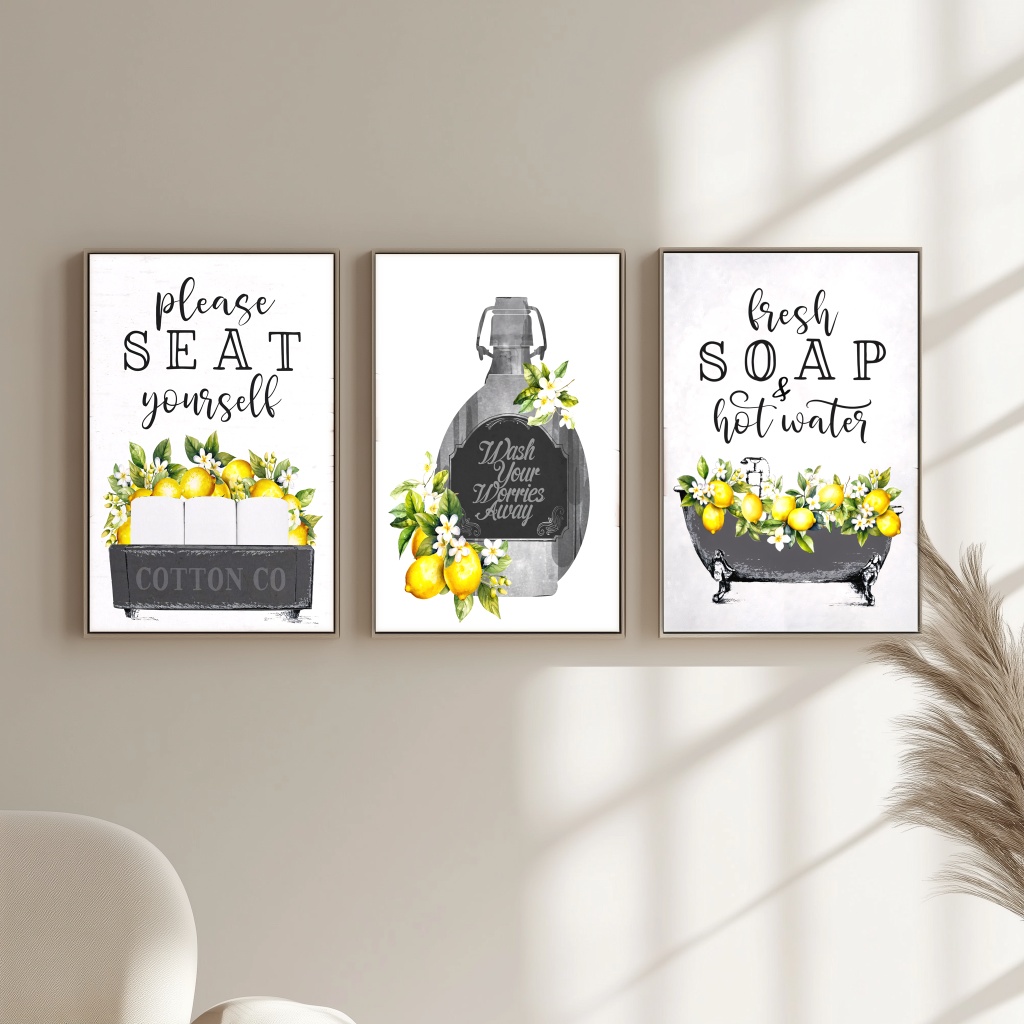 please
SEAT
yourself
COTTON CO
Wash
Your
Worries
Away
fresh
SOAP
&
hot water